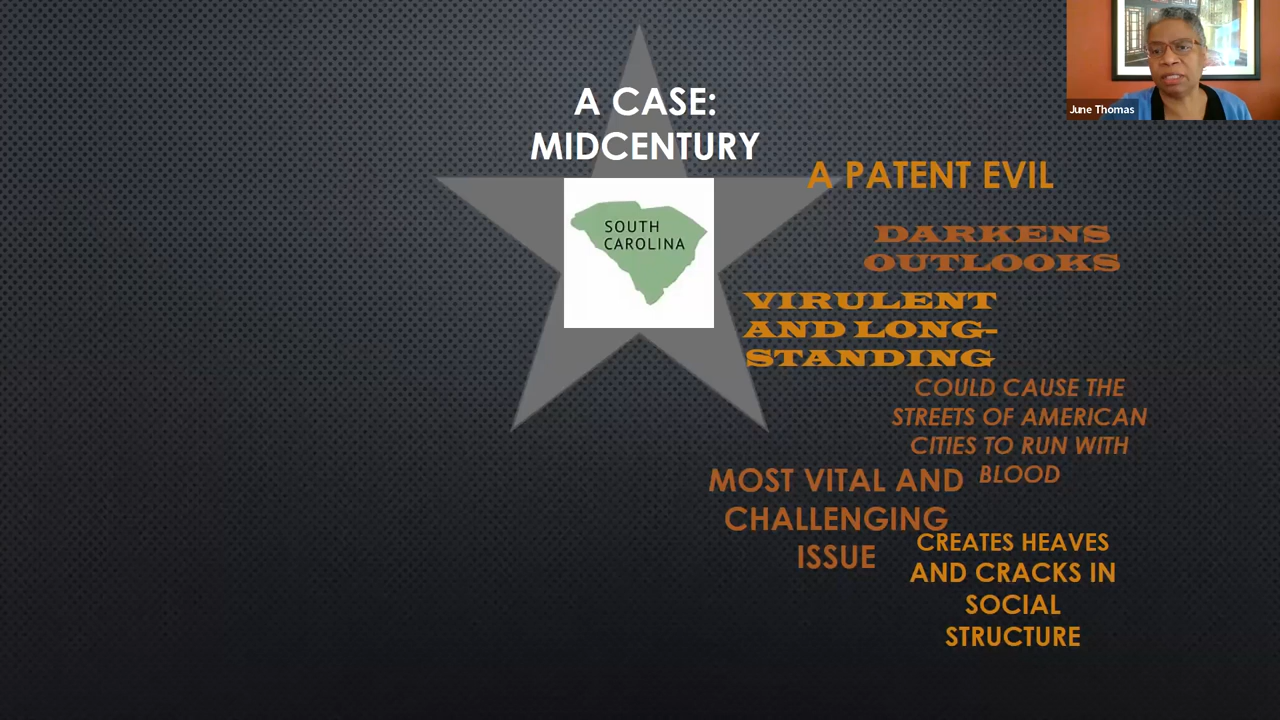 A CASE:
MIDCENTURY
SOUTH
CAROLINA
A PATENT EVIL
DARKENS
OUTLOOKS
VIRULENT
AND LONG-
STANDING
COULD CAUSE THE
STREETS OF AMERICAN
CITIES TO RUN WITH
BLOOD
MOST VITAL AND
CHALLENGING
ISSUE
CREATES HEAVES
AND CRACKS IN
SOCIAL
STRUCTURE
June Thomas